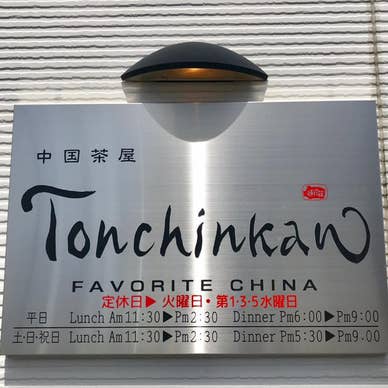 中国茶屋
Tonchinkan
FAVORITE CHINA
定休日▶火曜日・第1・3・5水曜日
平日 Lunch Am11:30▶Pm2:30 Dinner Pm6:00▶Pm9:00
土・日・祝日 Lunch Am11:30▶Pm2:30 Dinner Pm5:30▶Pm9:00